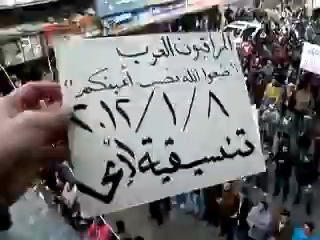 المراقبون العرب
"ضعوا الله نصب أعينكم"
٢٠١٢/١/٨
تنسيقية